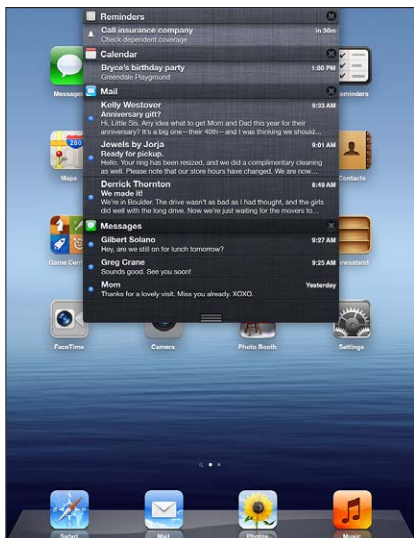 Reminders
Call insurance company In 36m
Check dependent coverage
Calendar
Bryce's birthday party 1:00 PM
Greendale Playground
Mail
Kelly Westover 9:33 AM
Anniversary gift?
Hi, Little Sis. Any idea what to get Mom and Dad this year for their
anniversary? It's a big one—their 40th—and I was thinking we should...
Jewels by Jorja 9:01 AM
Ready for pickup.
Hello. Your ring has been resized, and we did a complimentary cleaning
as well. Please note that our store hours have changed. We are now...
Derrick Thornton 8:49 AM
We made it!
We're in Boulder. The drive wasn't as bad as I had thought, and the girls
did well with the long drive. Now we're just waiting for the movers to...
Messages
Gilbert Solano 9:27 AM
Hey, are we still on for lunch tomorrow?
Greg Crane 9:25 AM
Sounds good. See you soon!
Mom Yesterday
Thanks for a lovely visit. Miss you already. XOXO.
Messages
280
Maps Contacts
Game
FaceTime Camera Photo Booth Settings
Safari Mail Photos Music